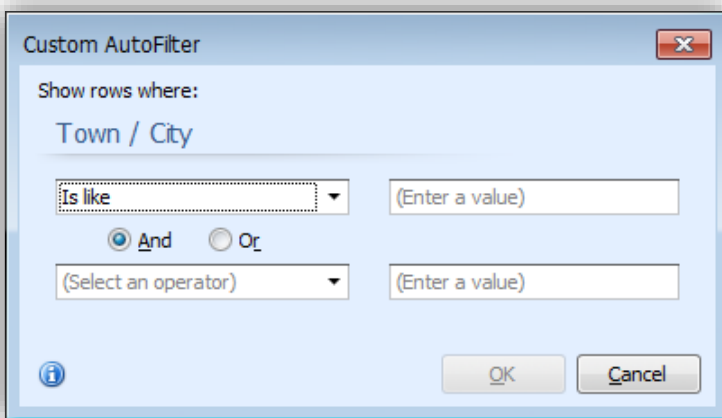 Custom AutoFilter
Show rows where:
Town / City
Is like (Enter a value)
And Or
(Select an operator) (Enter a value)
OK Cancel